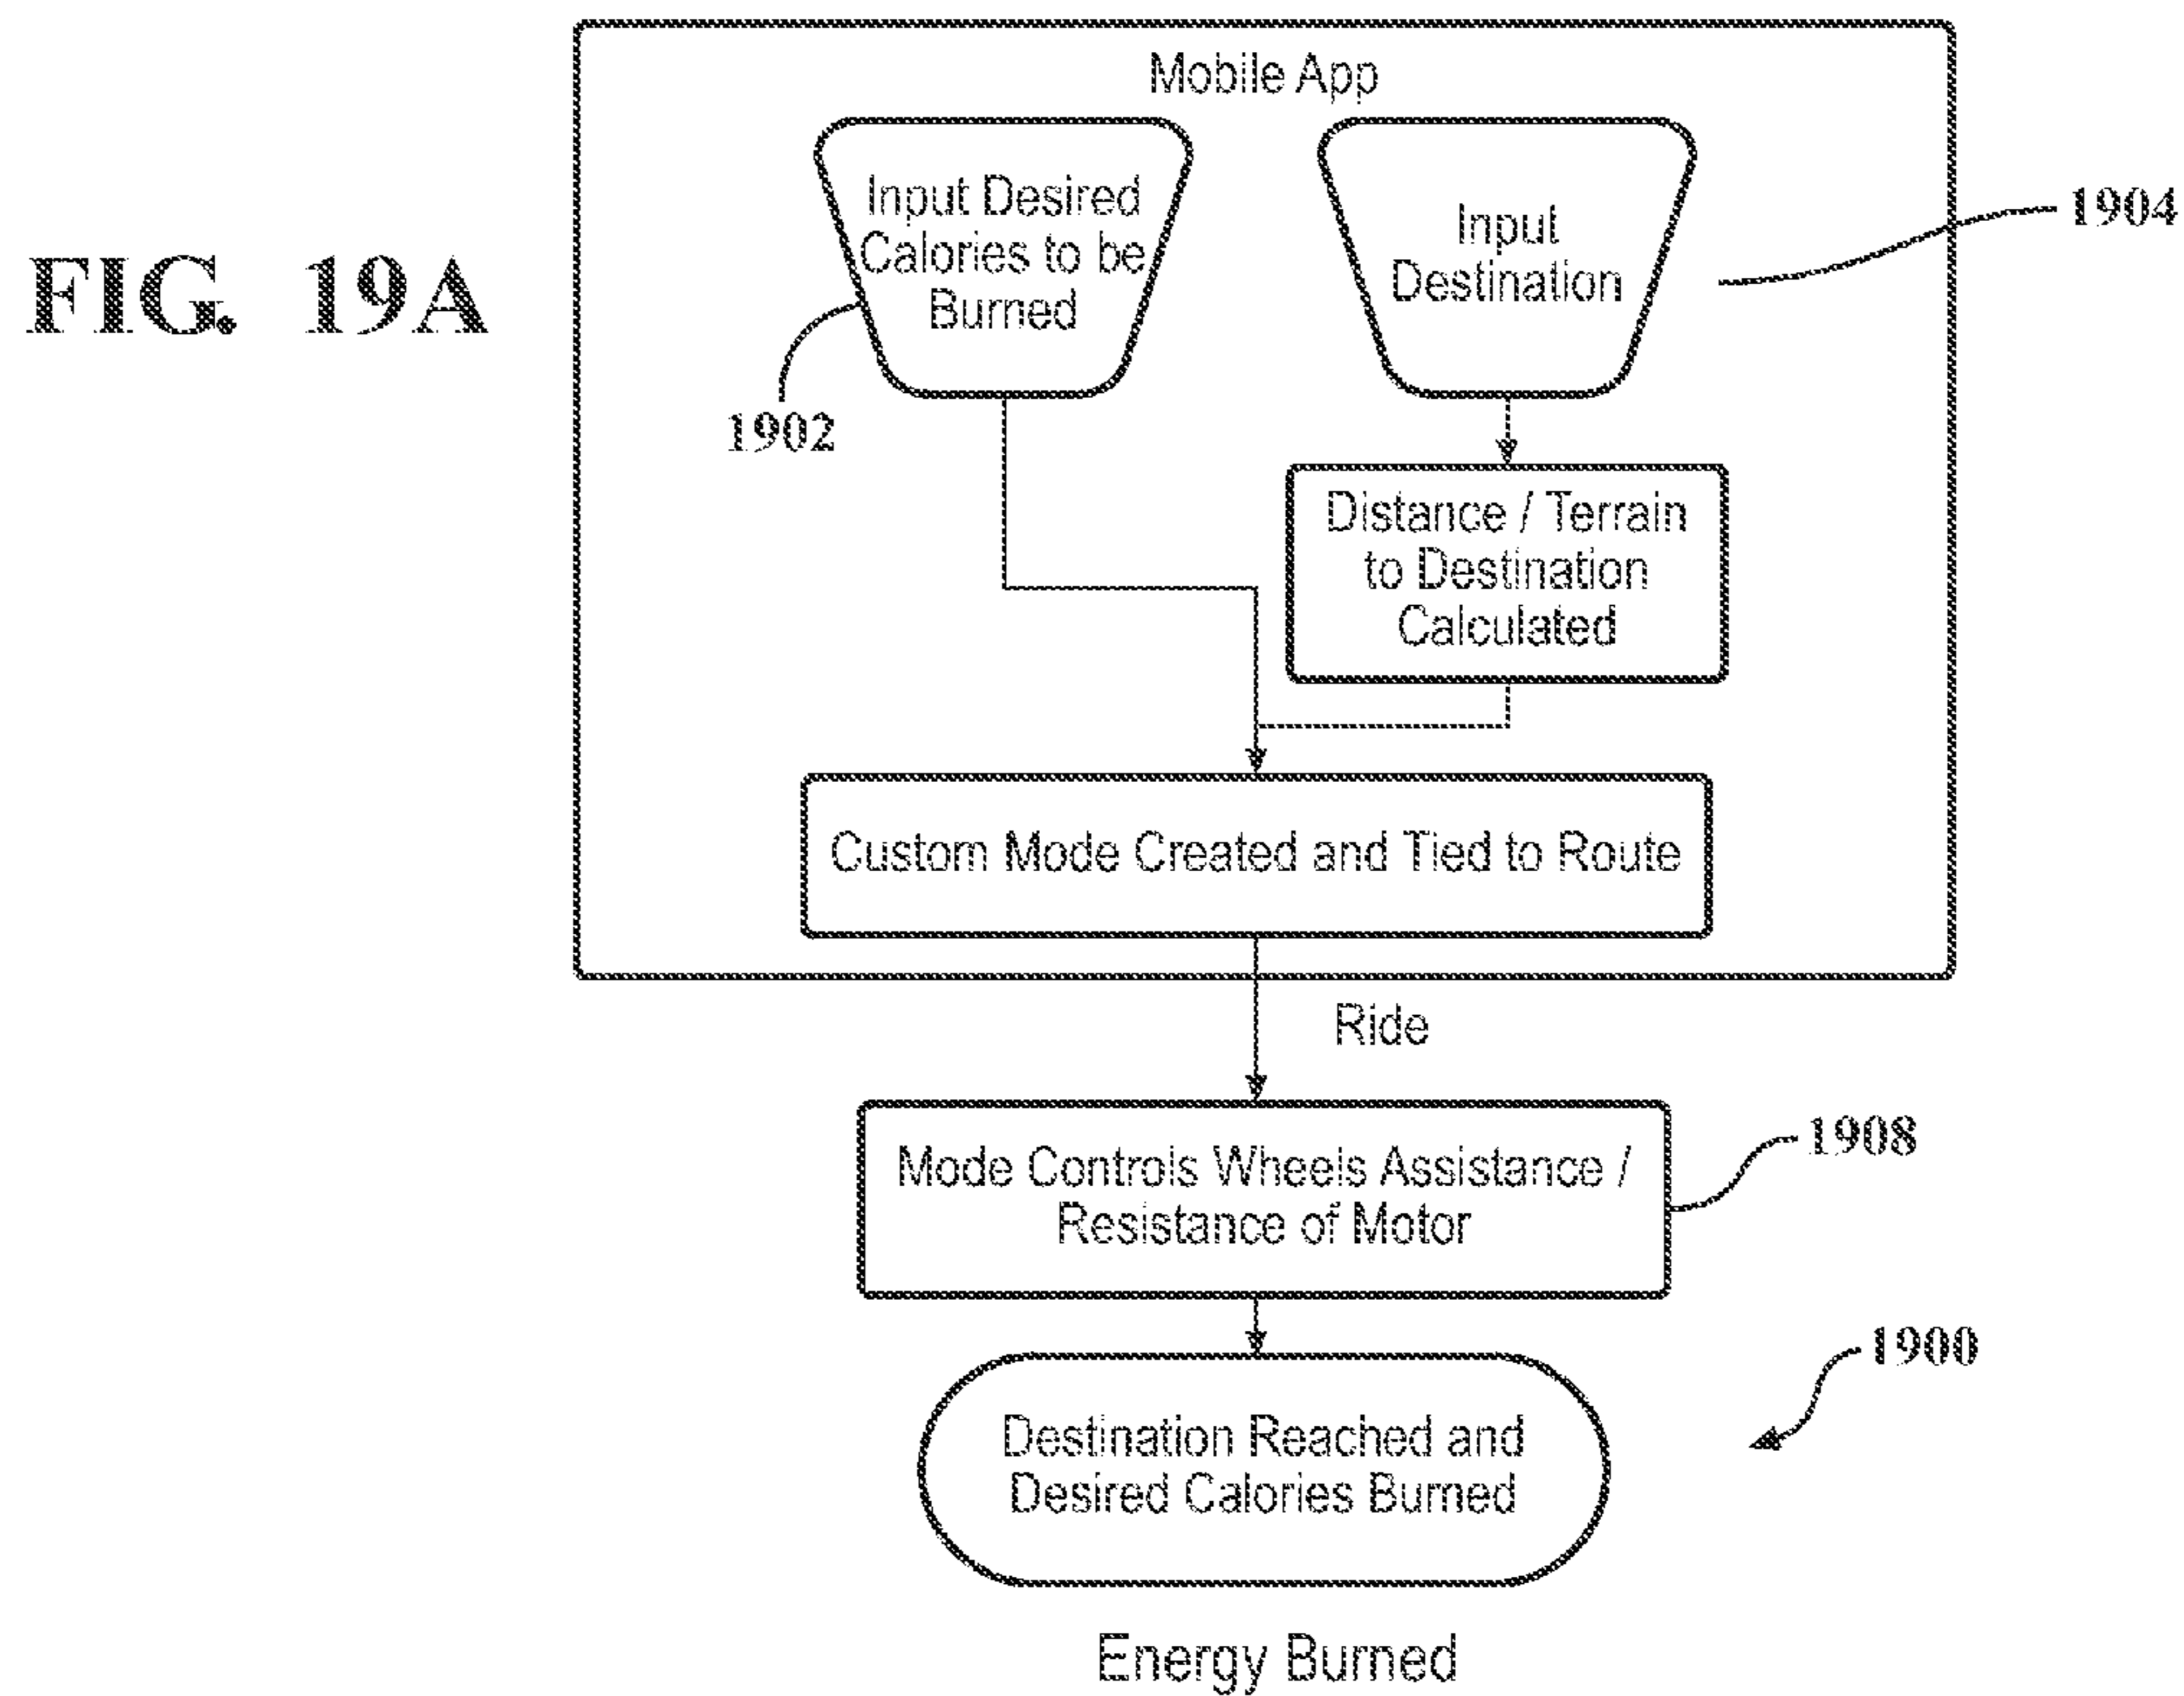 FIG. 19A
Mobile App
Input Desired
Calories to be
Burned
Input
Destination
1904
1902
Distance / Terrain
to Destination
Calculated
Custom Mode Created and Tied to Route
Ride
Mode Controls Wheels Assistance /
Resistance of Motor
1908
1900
Destination Reached and
Desired Calories Burned
Energy Burned